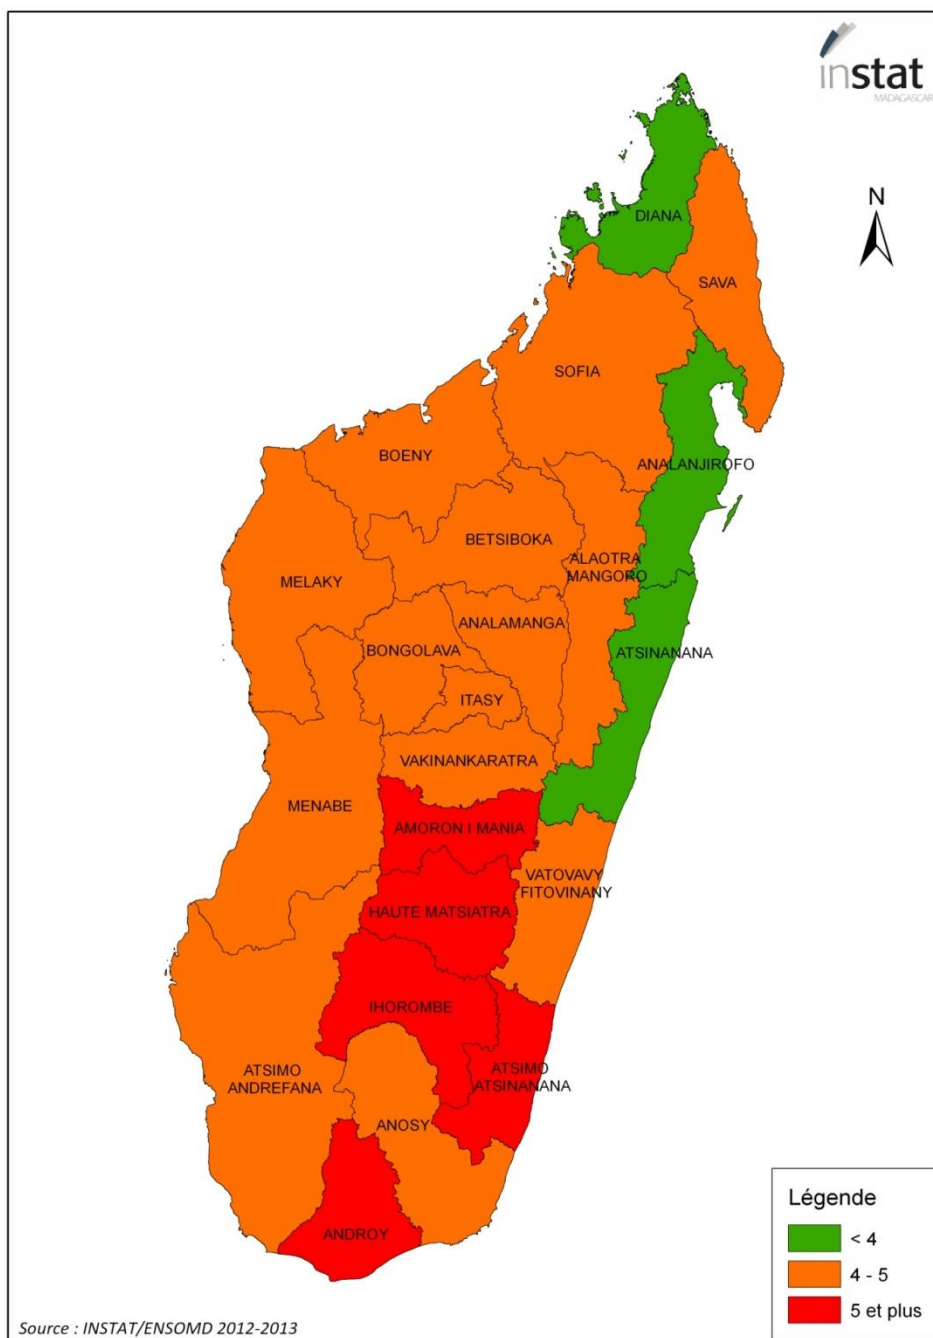 instat
MADAGASCAR
N
DIANA
SAVA
SOFIA
BOENY
ANALANJIROFO
BETSIBOKA
ALAOTRA
MANGORO
MELAKY
ANALAMANGA
BONGOLAVA
ATSINANANA
ITASY
VAKINANKARATRA
MENABE
AMORON I MANIA
VATOVAVY
FITOVINANY
HAUTE MATSIATRA
IHOROMBE
ATSIMO
ANDREFANA
ATSIMO
ATSINANANA
ANOSY
ANDROY
Légende
< 4
4 - 5
5 et plus
Source : INSTAT/ENSOMD 2012-2013